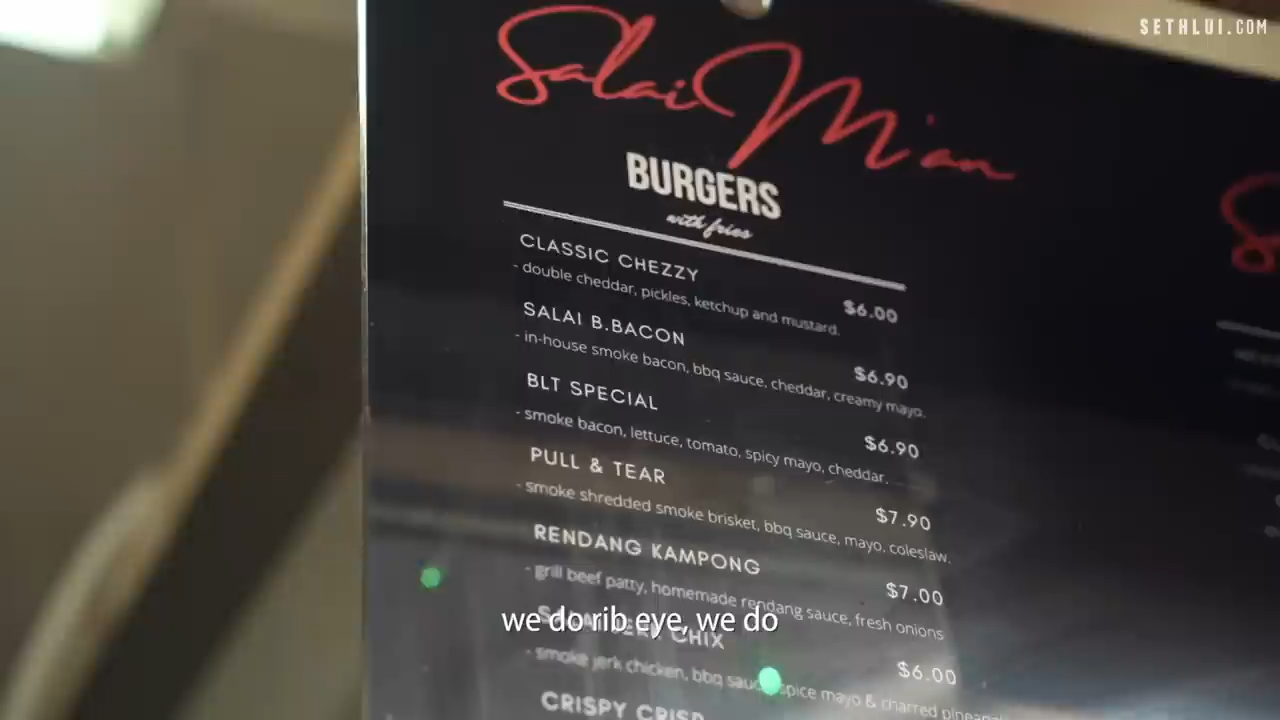 SETHLUI.COM
Salai M'an
BURGERS
with fries
CLASSIC CHEZZY
- double cheddar, pickles, ketchup and mustard.
$6.00
SALAI B.BACON
- in-house smoke bacon, bbq sauce, cheddar, creamy mayo.
$6.90
BLT SPECIAL
- smoke bacon, lettuce, tomato, spicy mayo, cheddar.
$6.90
PULL & TEAR
- smoke shredded smoke brisket, bbq sauce, mayo, coleslaw.
$7.90
RENDANG KAMPONG
- grill beef patty, homemade rendang sauce, fresh onions
$7.00
CHIX
- smoke jerk chicken, bbq sauce, spice mayo & charred pineapple
$6.00
CRISPY CRISP
we do rib eye, we do